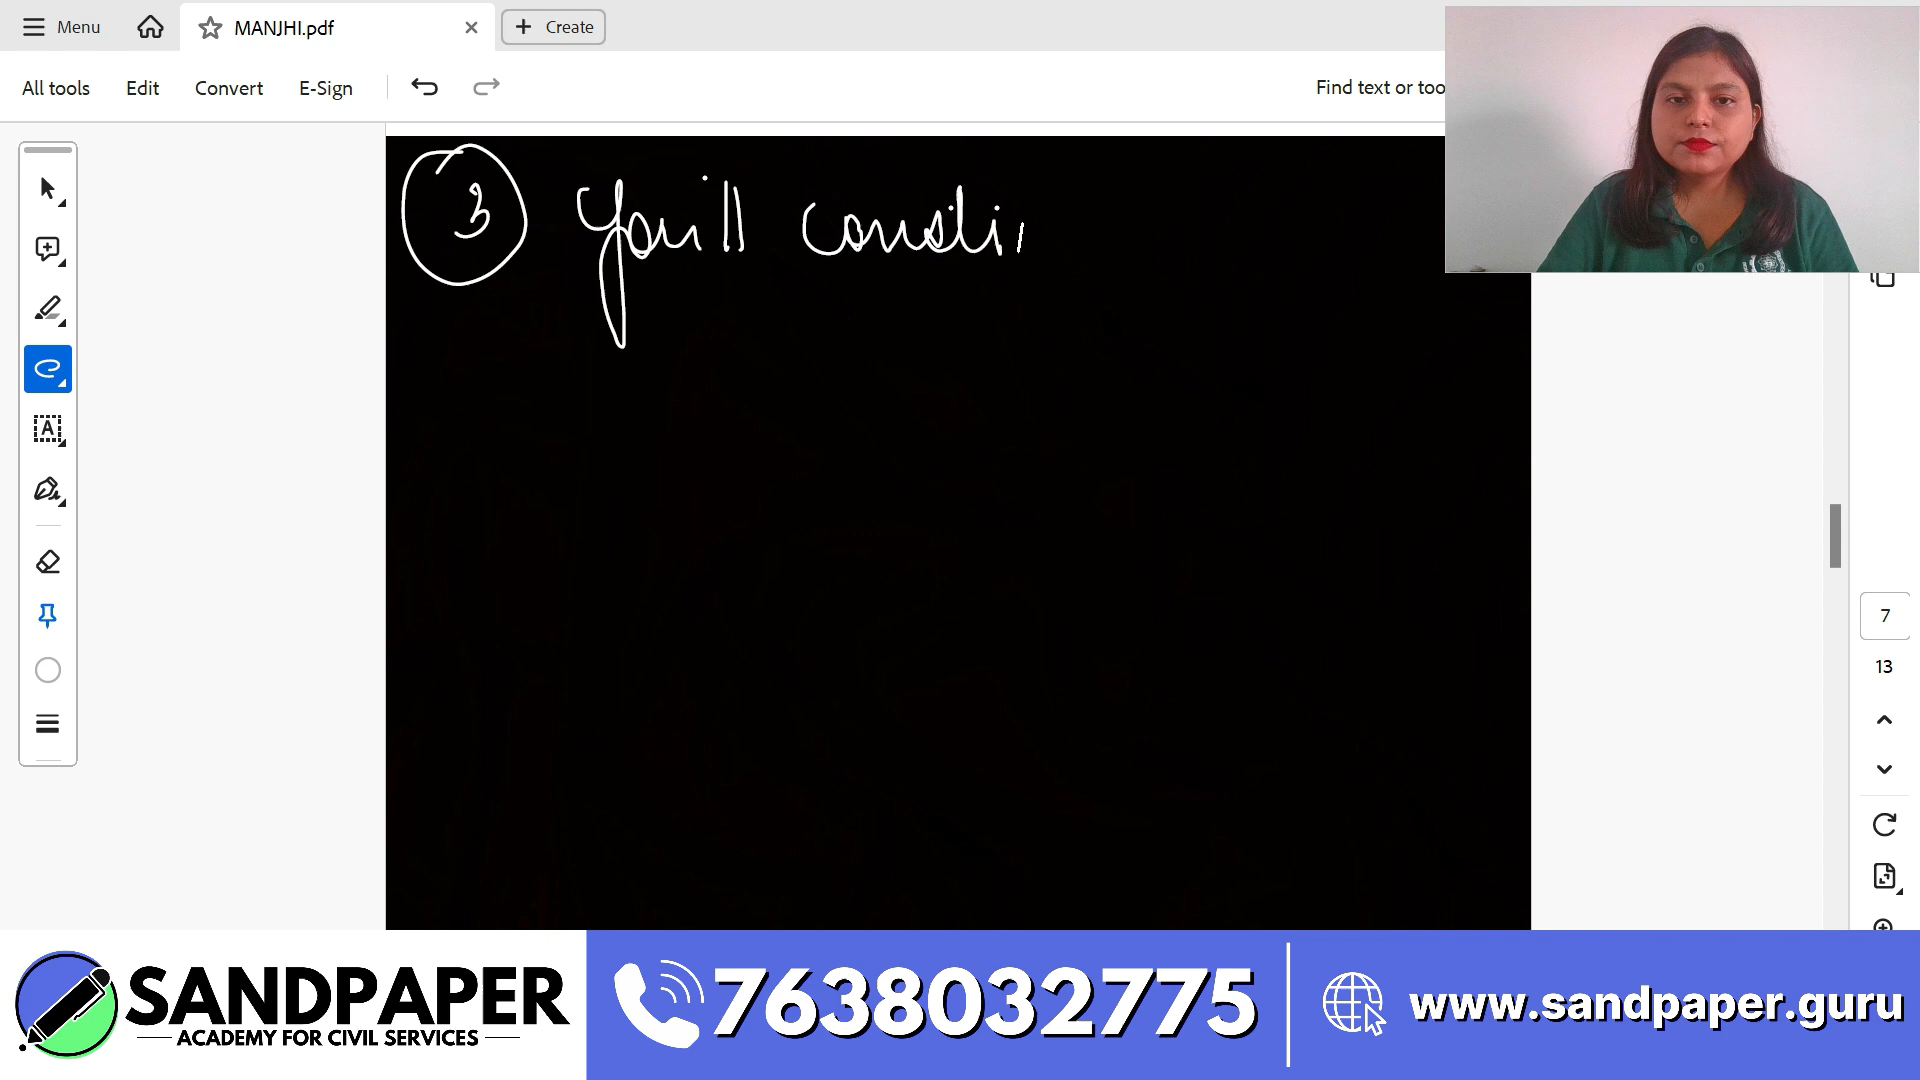 Menu
MANJHI.pdf
Create
All tools
Edit
Convert
E-Sign
Find text or too
3
7
13
SANDPAPER
ACADEMY FOR CIVIL SERVICES
7638032775
www.sandpaper.guru